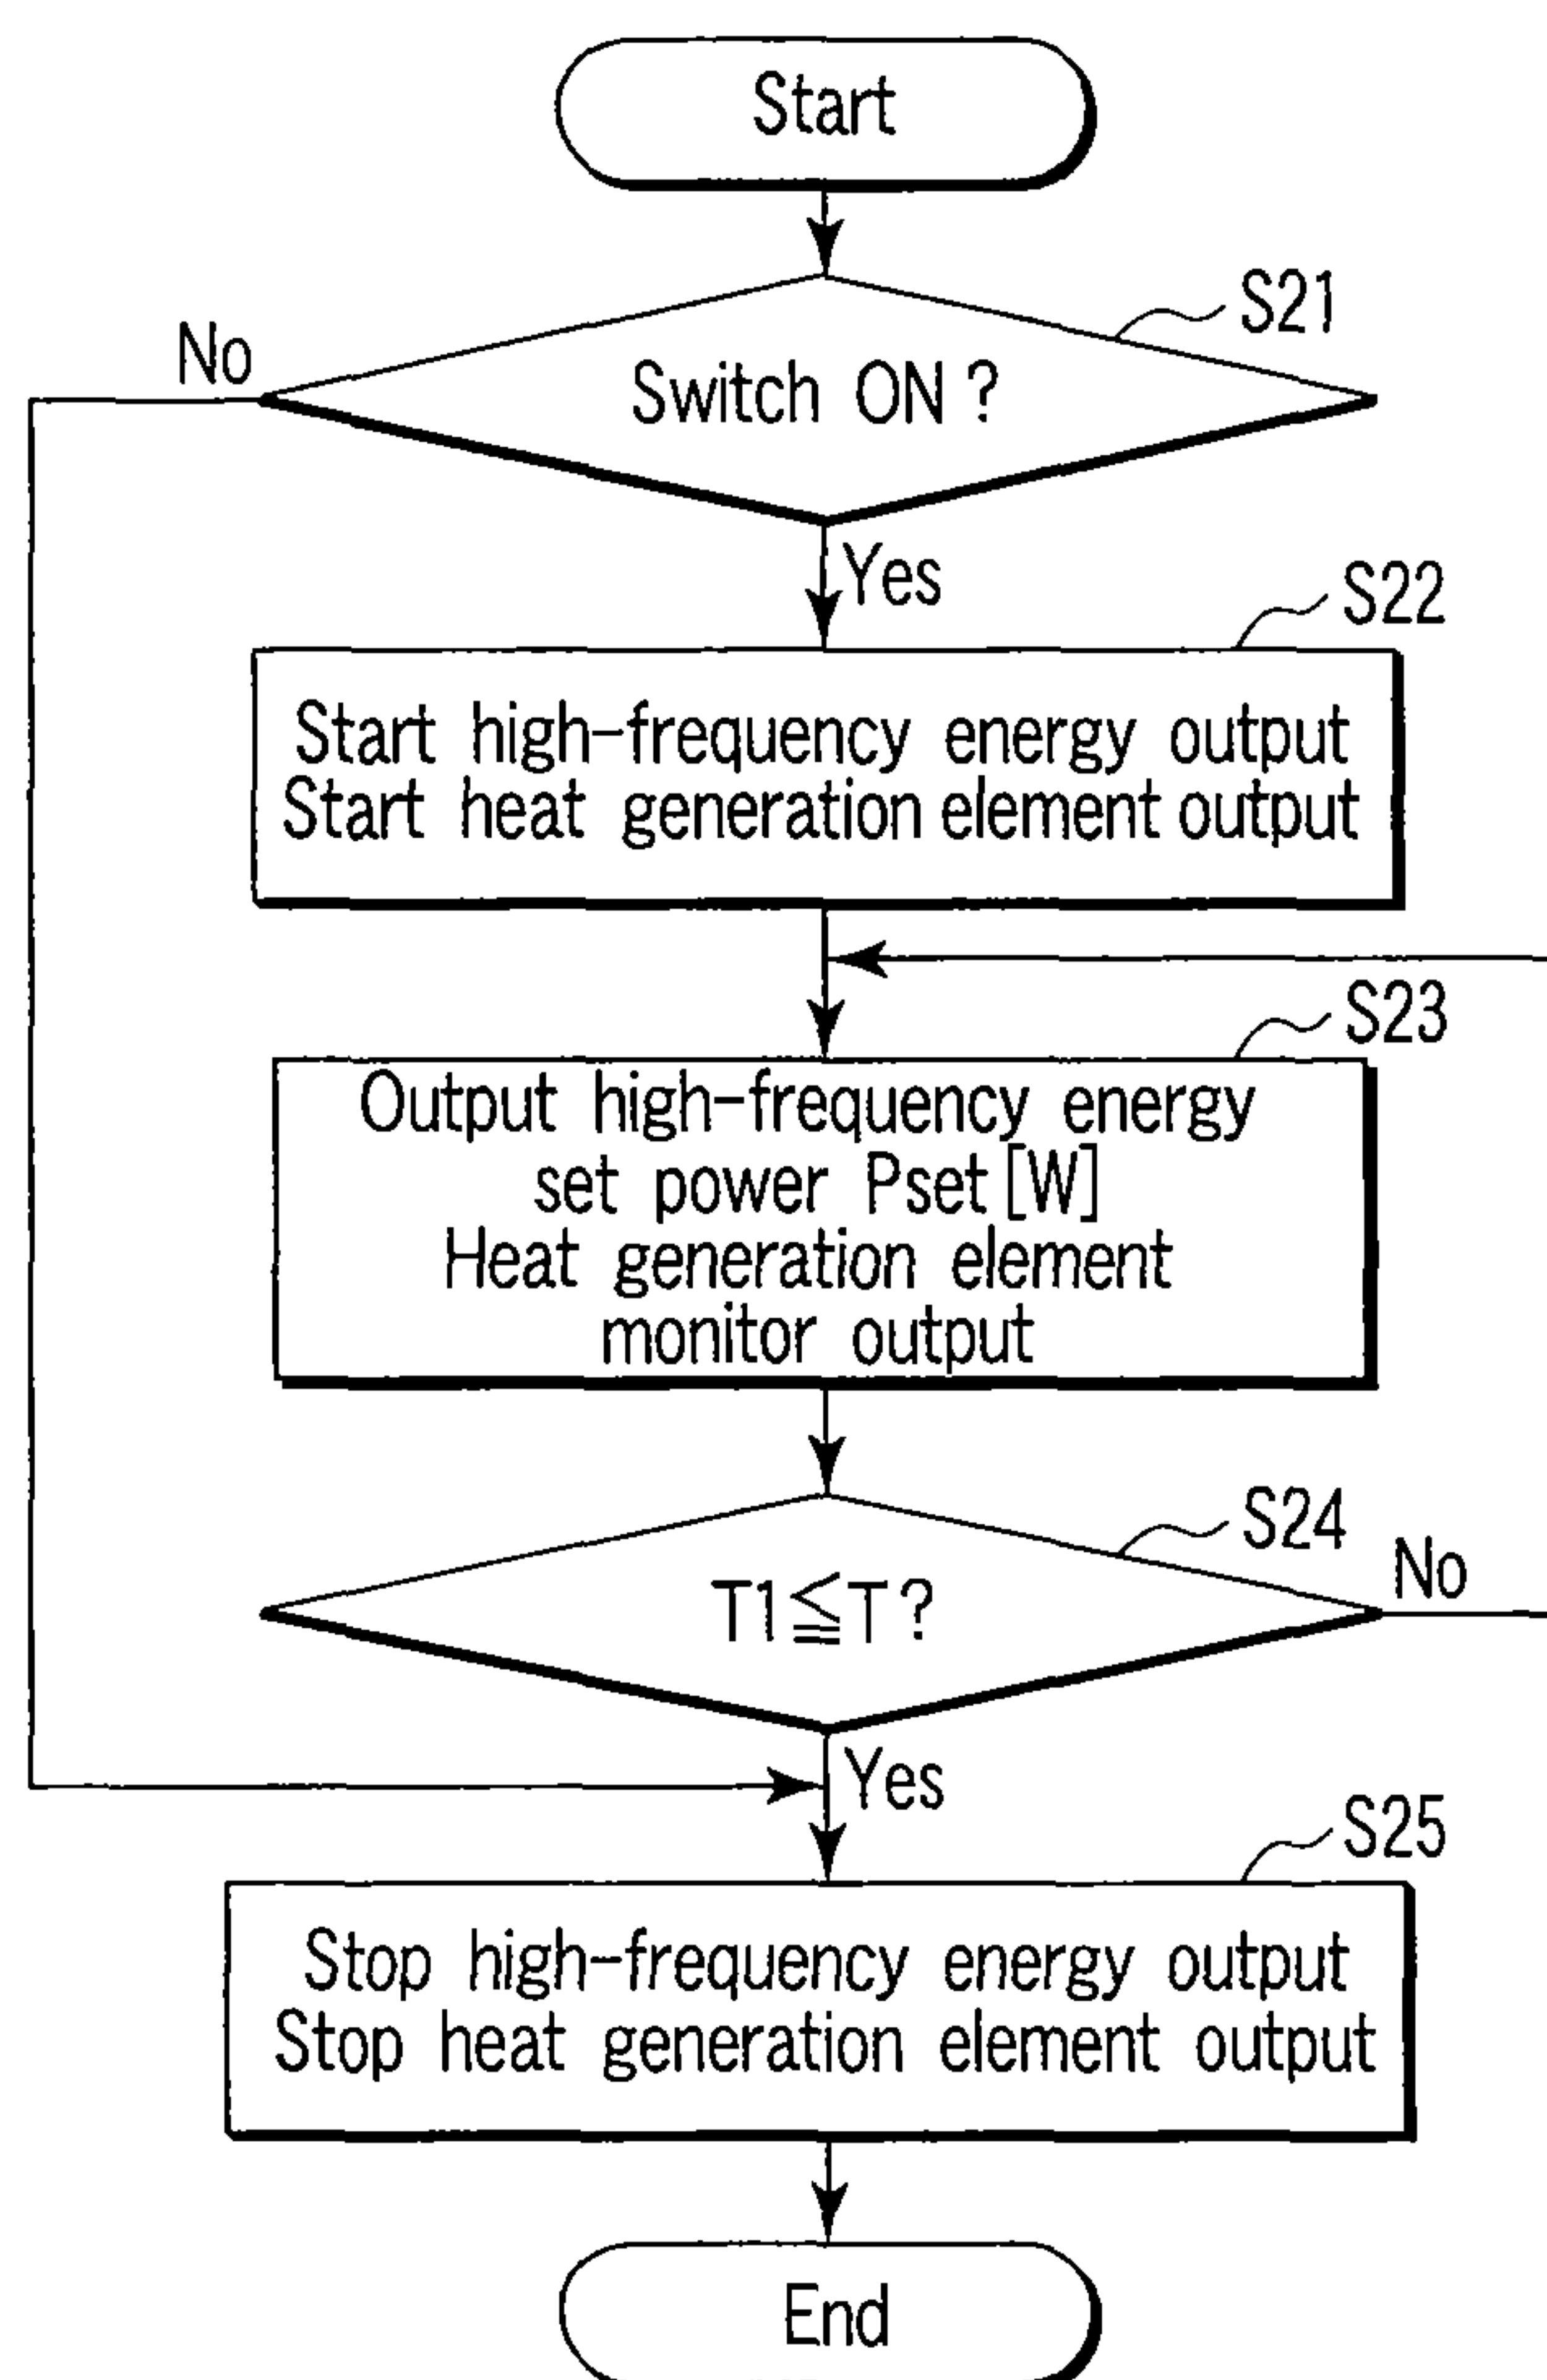 Start
S21
No
Switch ON ?
Yes
S22
Start high-frequency energy output
Start heat generation element output
S23
Output high-frequency energy
set power Pset [W]
Heat generation element
monitor output
S24
No
T1≦T ?
Yes
S25
Stop high-frequency energy output
Stop heat generation element output
End